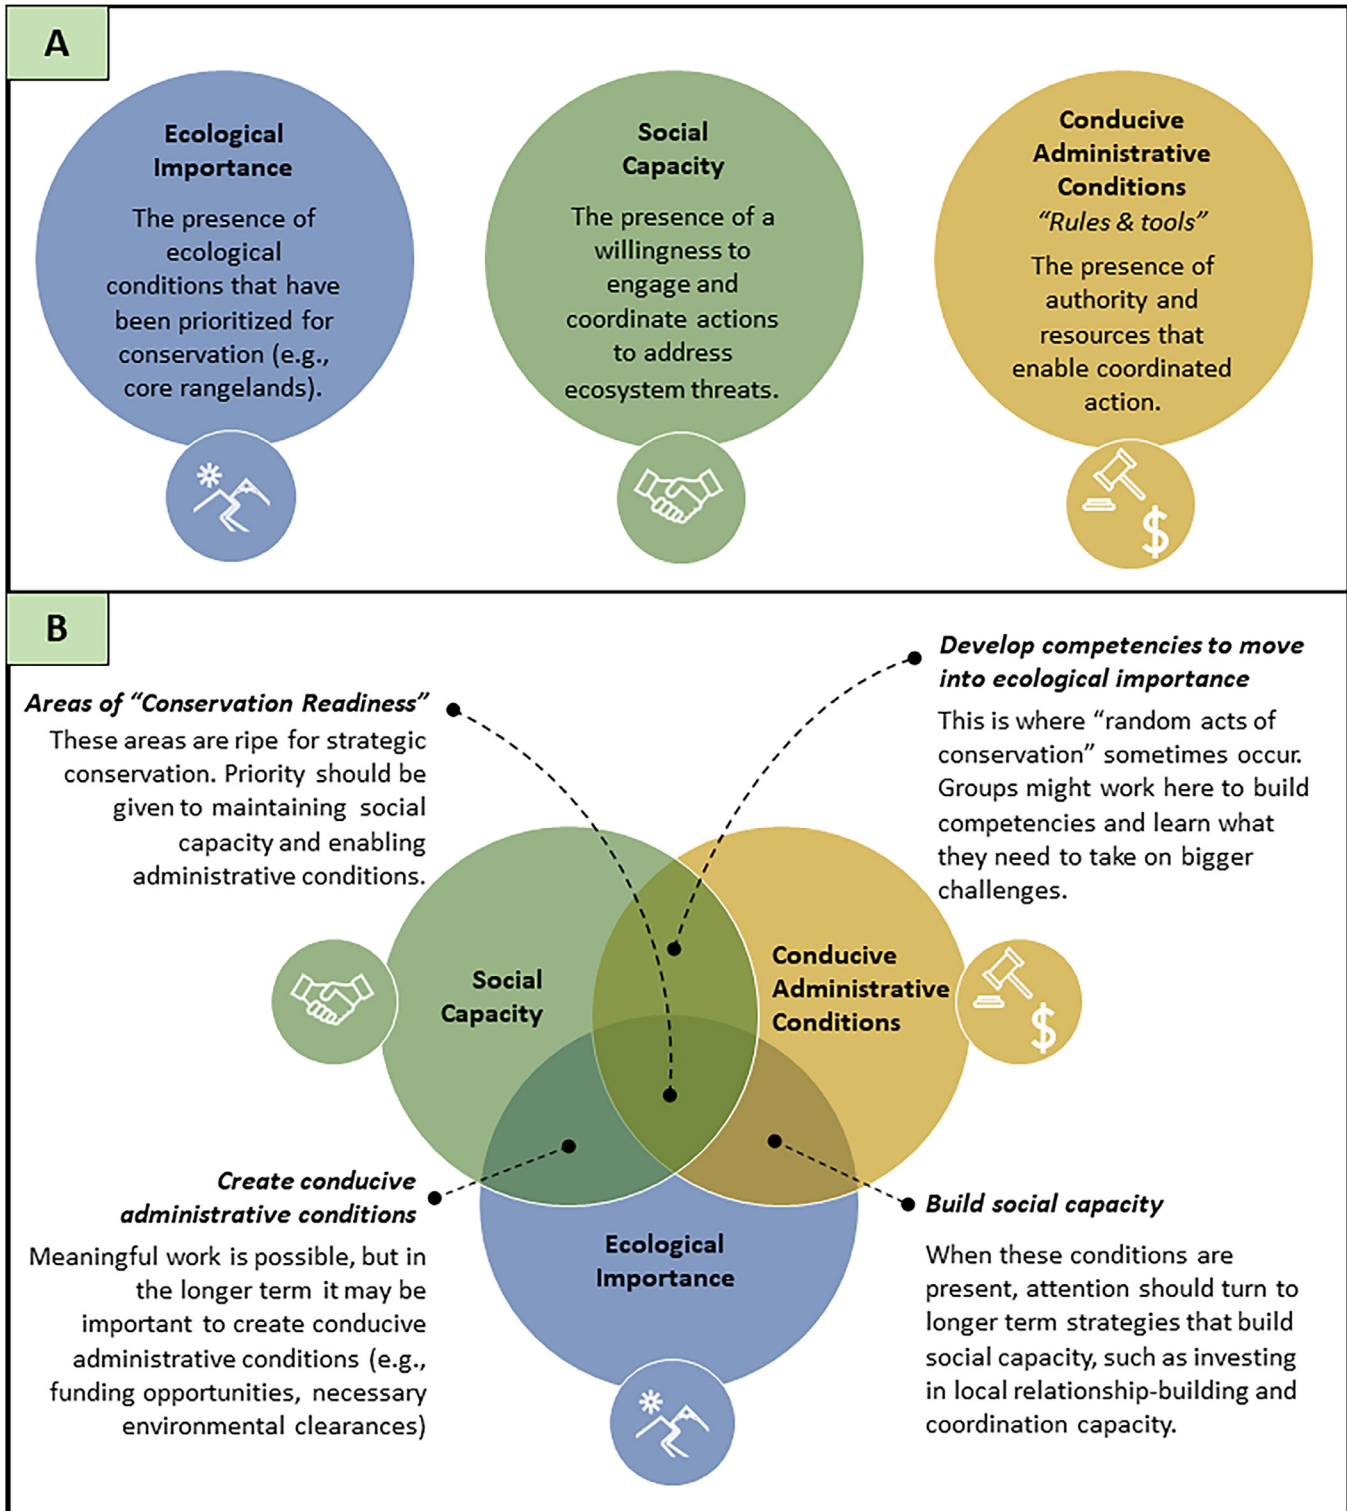 A
Ecological
Importance
The presence of
ecological
conditions that have
been prioritized for
conservation (e.g.,
core rangelands).
Social
Capacity
The presence of a
willingness to
engage and
coordinate actions
to address
ecosystem threats.
Conducive
Administrative
Conditions
“Rules & tools”
The presence of
authority and
resources that
enable coordinated
action.
$
B
Areas of “Conservation Readiness”
These areas are ripe for strategic
conservation. Priority should be
given to maintaining social
capacity and enabling
administrative conditions.
Develop competencies to move
into ecological importance
This is where “random acts of
conservation” sometimes occur.
Groups might work here to build
competencies and learn what
they need to take on bigger
challenges.
Social
Capacity
Conducive
Administrative
Conditions
$
Create conducive
administrative conditions
Meaningful work is possible, but in
the longer term it may be
important to create conducive
administrative conditions (e.g.,
funding opportunities, necessary
environmental clearances)
Ecological
Importance
Build social capacity
When these conditions are
present, attention should turn to
longer term strategies that build
social capacity, such as investing
in local relationship-building and
coordination capacity.